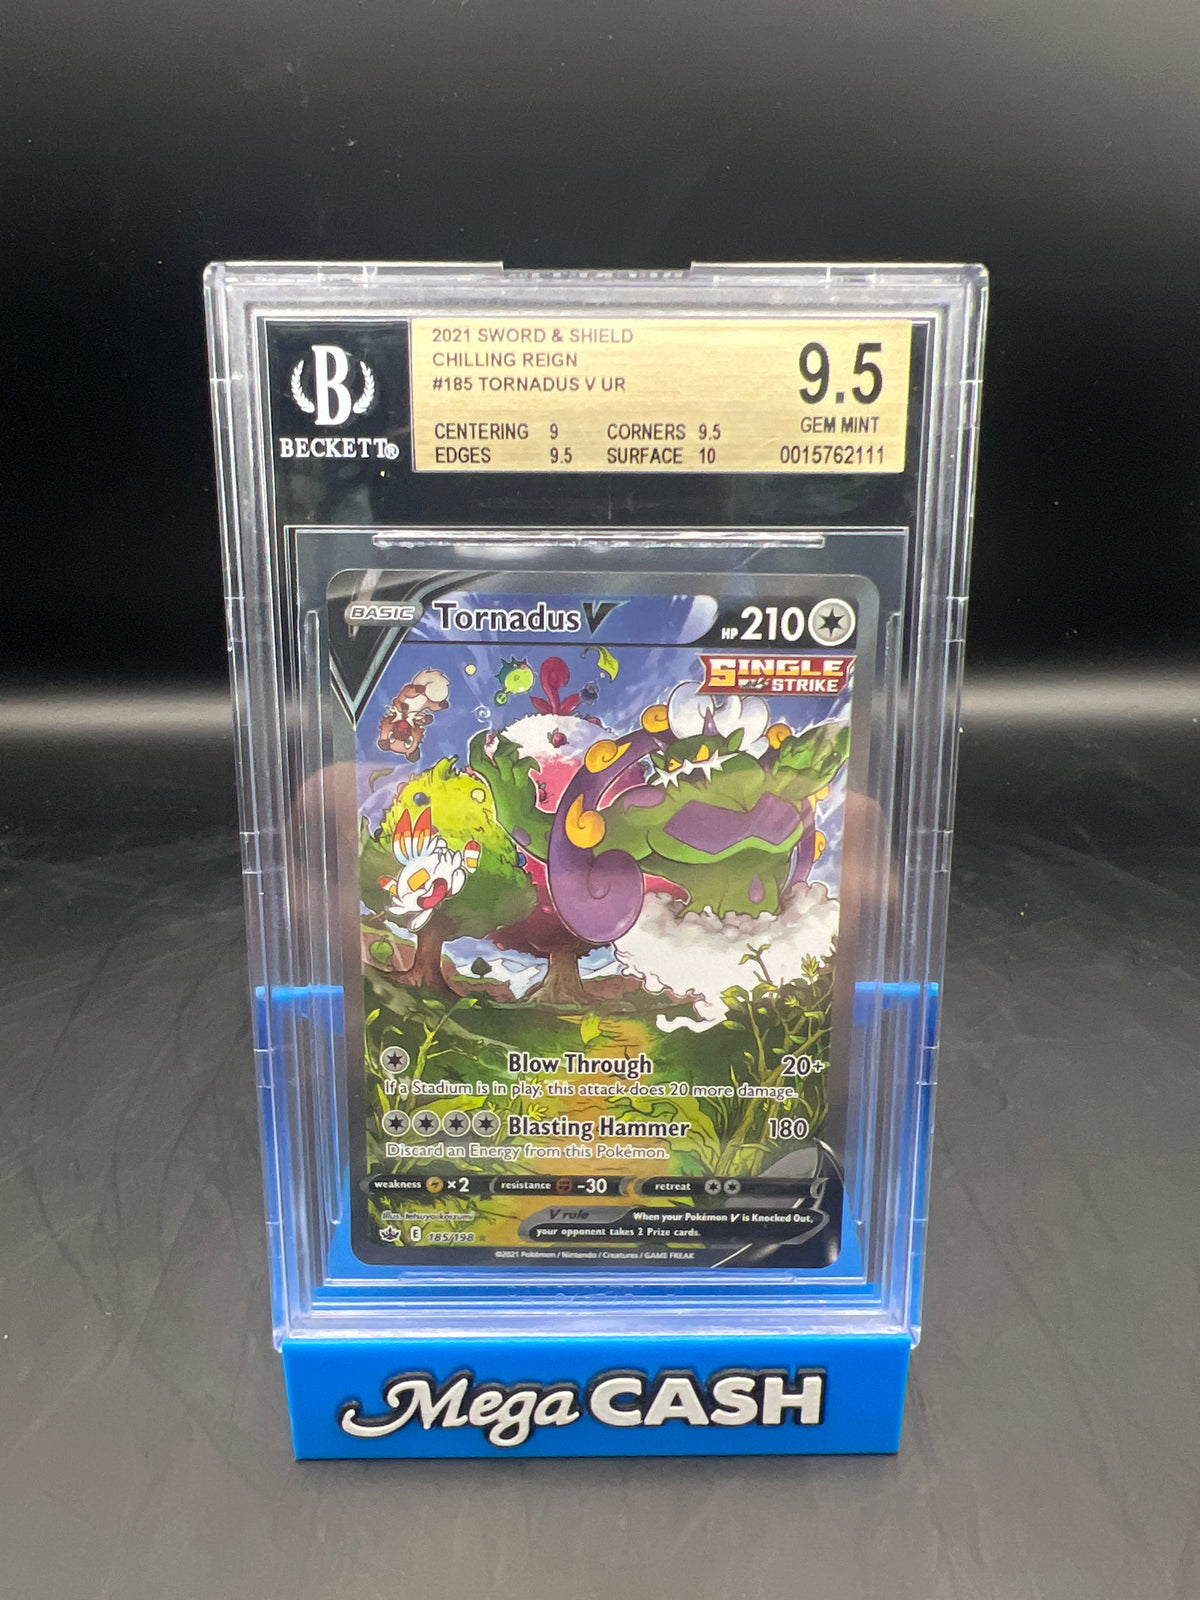 2021 SWORD & SHIELD
CHILLING REIGN
#185 TORNADUS V UR
9.5
GEM MINT
B
BECKETT®
CENTERING 9 CORNERS 9.5
EDGES 9.5 SURFACE 10
0015762111
BASIC Tornadus V HP 210
SINGLE
STRIKE
Blow Through 20+
If a Stadium is in play, this attack does 20 more damage.
Blasting Hammer 180
Discard an Energy from this Pokémon.
weakness ×2 resistance -30 retreat
illus. tetsuya koizumi
V rule When your Pokémon V is Knocked Out,
your opponent takes 2 Prize cards.
E 185/198
©2021 Pokémon / Nintendo / Creatures / GAME FREAK
Mega CASH